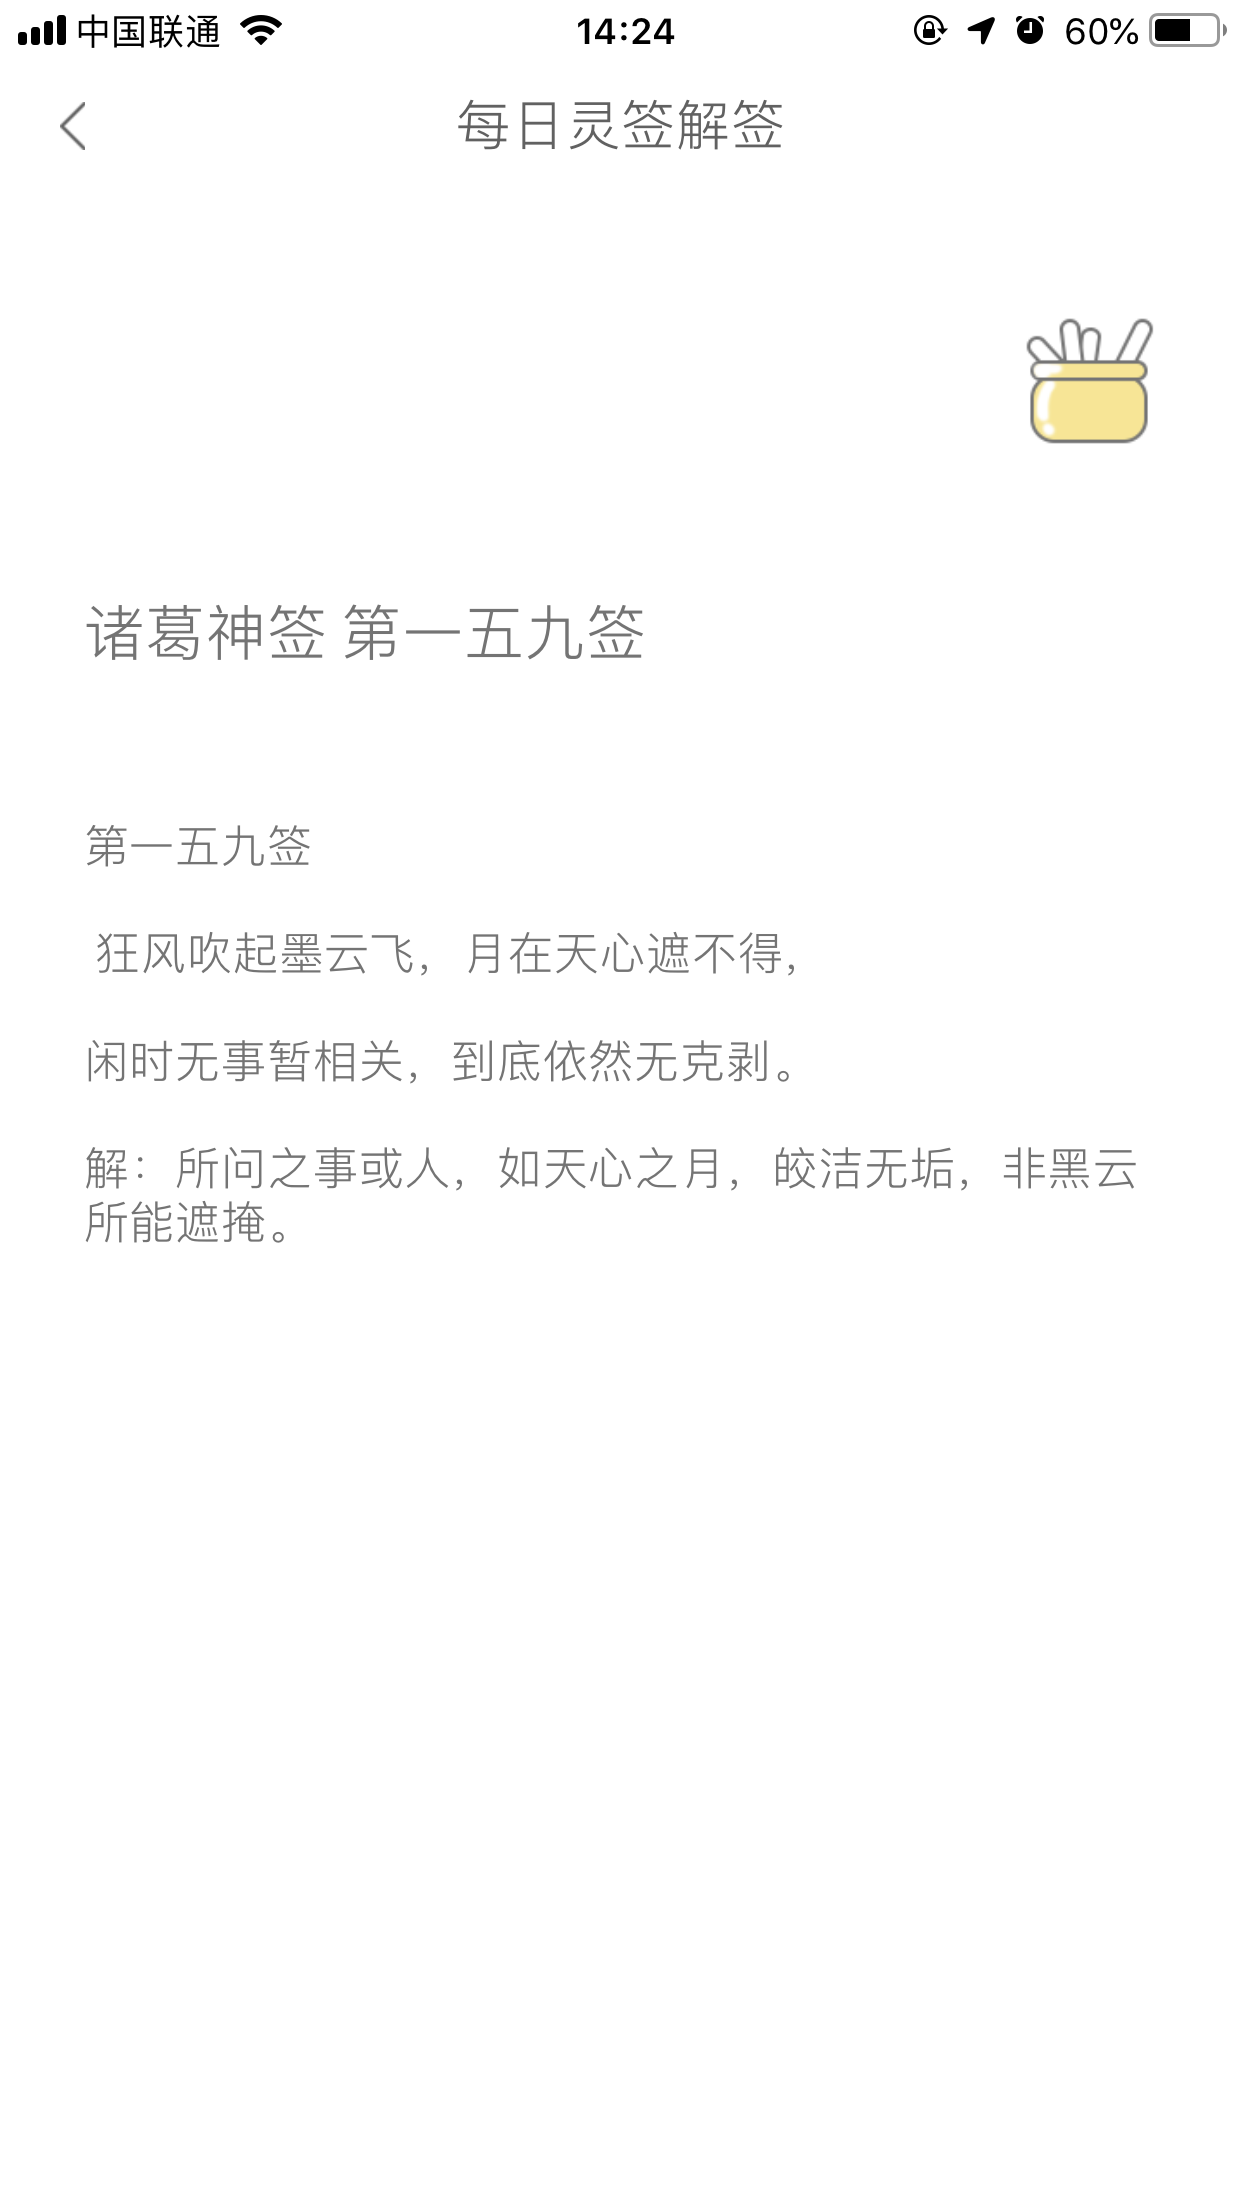 中国联通 14:24 60%
每日灵签解签
诸葛神签 第一五九签
第一五九签
狂风吹起墨云飞，月在天心遮不得，
闲时无事暂相关，到底依然无克剥。
解：所问之事或人，如天心之月，皎洁无垢，非黑云
所能遮掩。